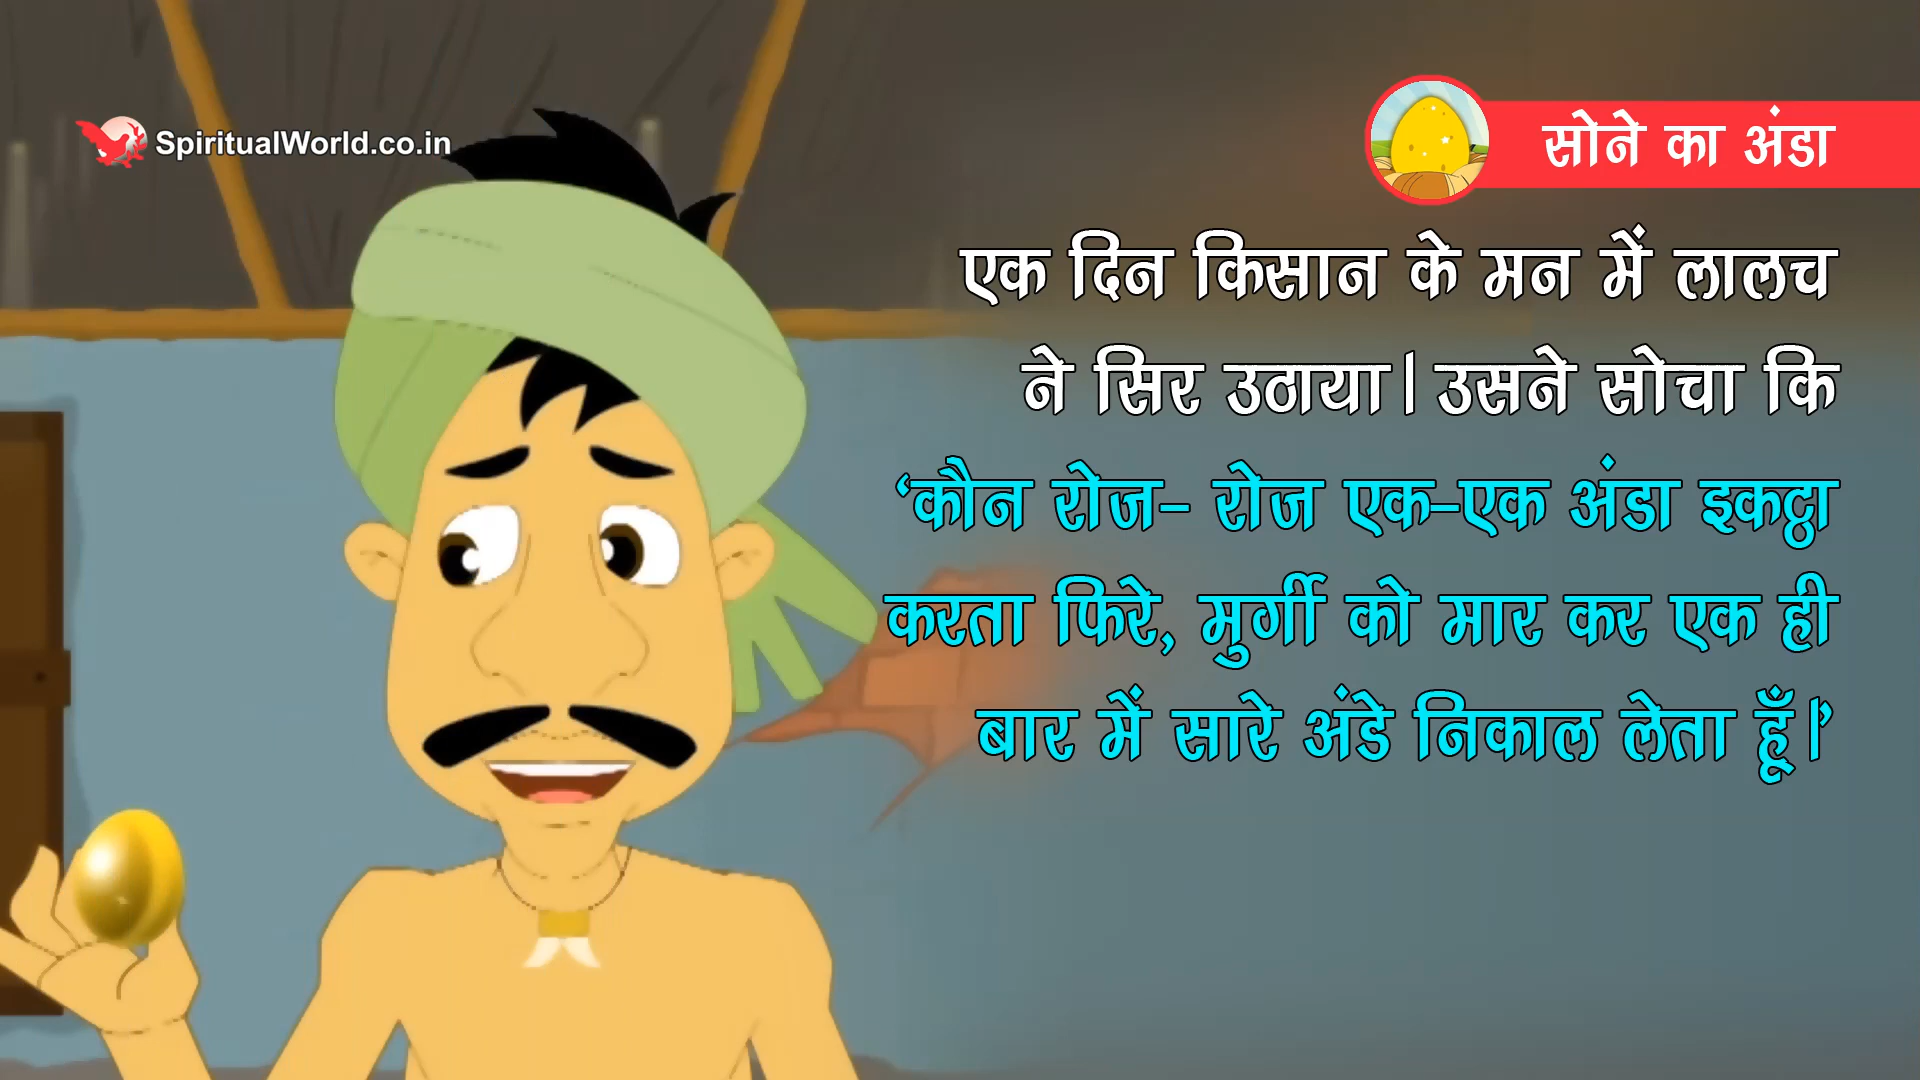 SpiritualWorld.co.in
सोने का अंडा
एक दिन किसान के मन में लालच
ने सिर उठाया। उसने सोचा कि
‘कौन रोज- रोज एक-एक अंडा इकट्ठा
करता फिरे, मुर्गी को मार कर एक ही
बार में सारे अंडे निकाल लेता हूँ।’